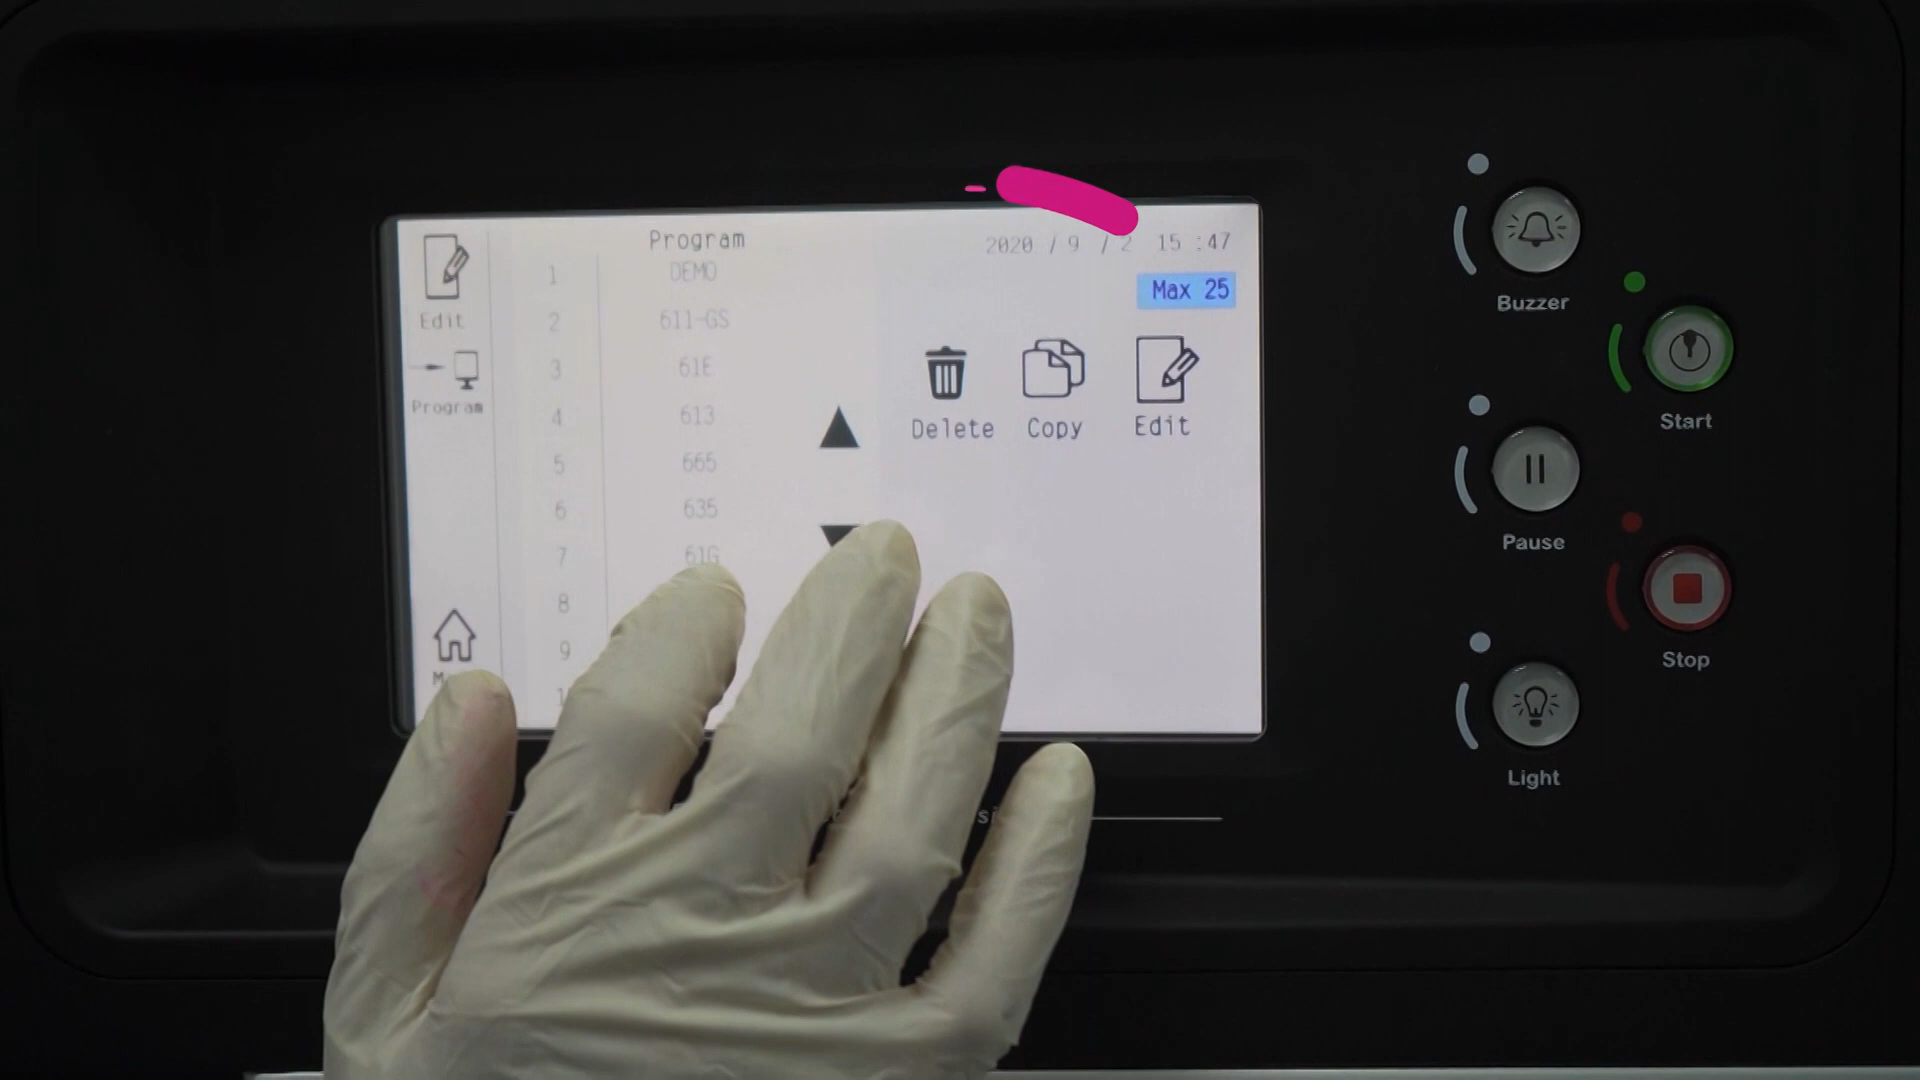 Program
2020 / 9 / 2 15 :47
Edit
Program
1 DEMO
2 611-GS
3 61E
4 613
5 665
6 635
7 61G
8
9
Max 25
Delete
Copy
Edit
Buzzer
Start
Pause
Stop
Light